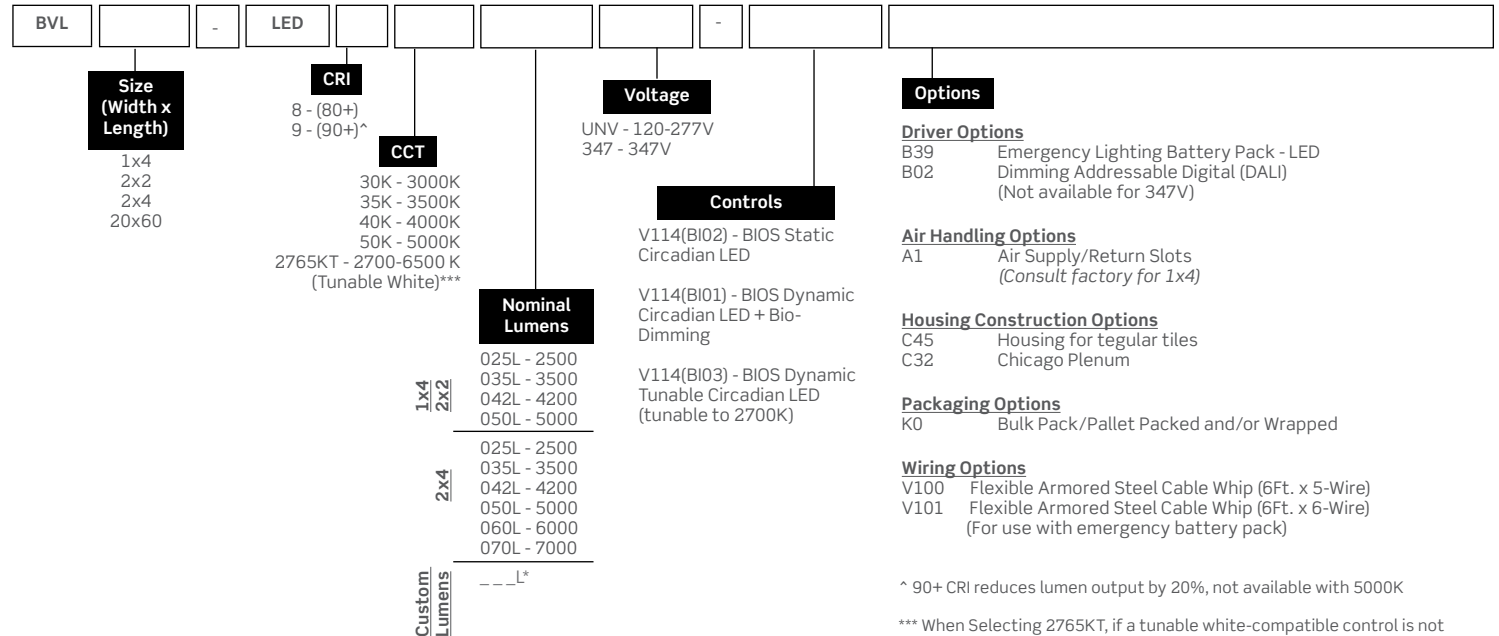 BVL - LED -
Size
(Width x
Length)
1x4
2x2
2x4
20x60
CRI
8 - (80+)
9 - (90+)^
CCT
30K - 3000K
35K - 3500K
40K - 4000K
50K - 5000K
2765KT - 2700-6500 K
(Tunable White)***
Nominal
Lumens
1x4
2x2
025L - 2500
035L - 3500
042L - 4200
050L - 5000
2x4
025L - 2500
035L - 3500
042L - 4200
050L - 5000
060L - 6000
070L - 7000
Custom
Lumens
_ _ _L*
Voltage
UNV - 120-277V
347 - 347V
Controls
V114(BI02) - BIOS Static
Circadian LED
V114(BI01) - BIOS Dynamic
Circadian LED + Bio-
Dimming
V114(BI03) - BIOS Dynamic
Tunable Circadian LED
(tunable to 2700K)
Options
Driver Options
B39 Emergency Lighting Battery Pack - LED
B02 Dimming Addressable Digital (DALI)
(Not available for 347V)
Air Handling Options
A1 Air Supply/Return Slots
(Consult factory for 1x4)
Housing Construction Options
C45 Housing for tegular tiles
C32 Chicago Plenum
Packaging Options
K0 Bulk Pack/Pallet Packed and/or Wrapped
Wiring Options
V100 Flexible Armored Steel Cable Whip (6Ft. x 5-Wire)
V101 Flexible Armored Steel Cable Whip (6Ft. x 6-Wire)
(For use with emergency battery pack)
^ 90+ CRI reduces lumen output by 20%, not available with 5000K
*** When Selecting 2765KT, if a tunable white-compatible control is not